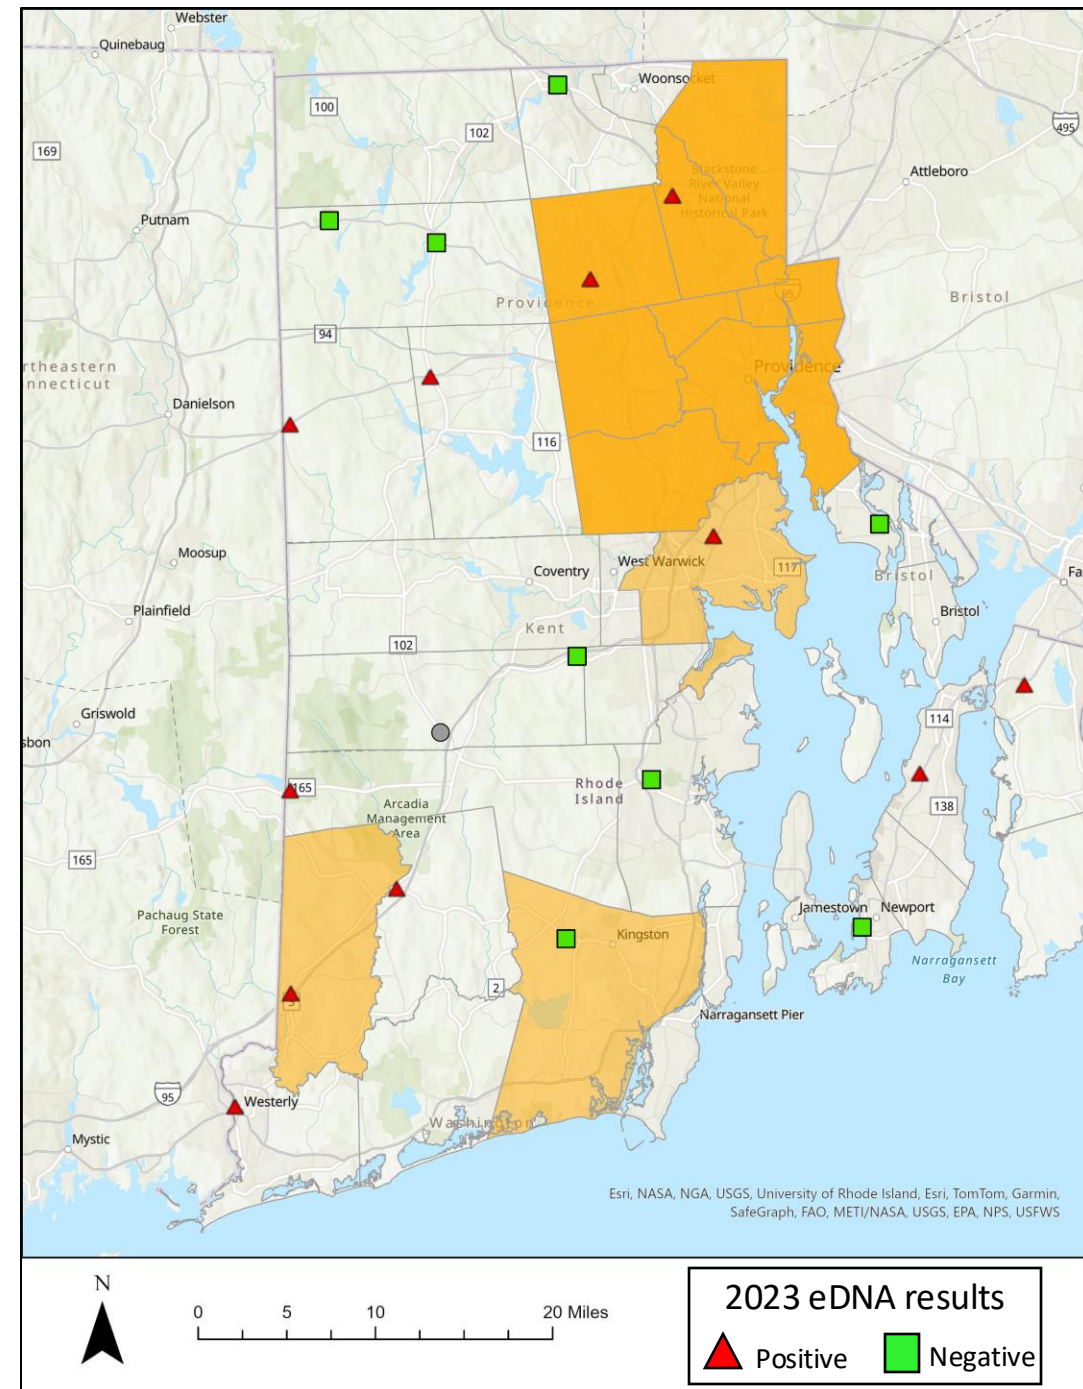 Webster
Quinebaug
Woonsocket
100
102
495
169
Blackstone
River Valley
National
Historical Park
Attleboro
Putnam
Providence
95
Bristol
94
rtheastern
nnecticut
Providence
Danielson
116
Moosup
Coventry
West Warwick
117
Bristol
Fa
Plainfield
Bristol
Kent
102
Griswold
sbon
114
165
Rhode
Island
Arcadia
Management
Area
138
165
Pachaug State
Forest
Jamestown
Newport
Kingston
Narragansett
Bay
2
3
Narragansett Pier
95
Westerly
Washington
Mystic
Esri, NASA, NGA, USGS, University of Rhode Island, Esri, TomTom, Garmin,
SafeGraph, FAO, METI/NASA, USGS, EPA, NPS, USFWS
N
0 5 10 20 Miles
2023 eDNA results
Positive Negative